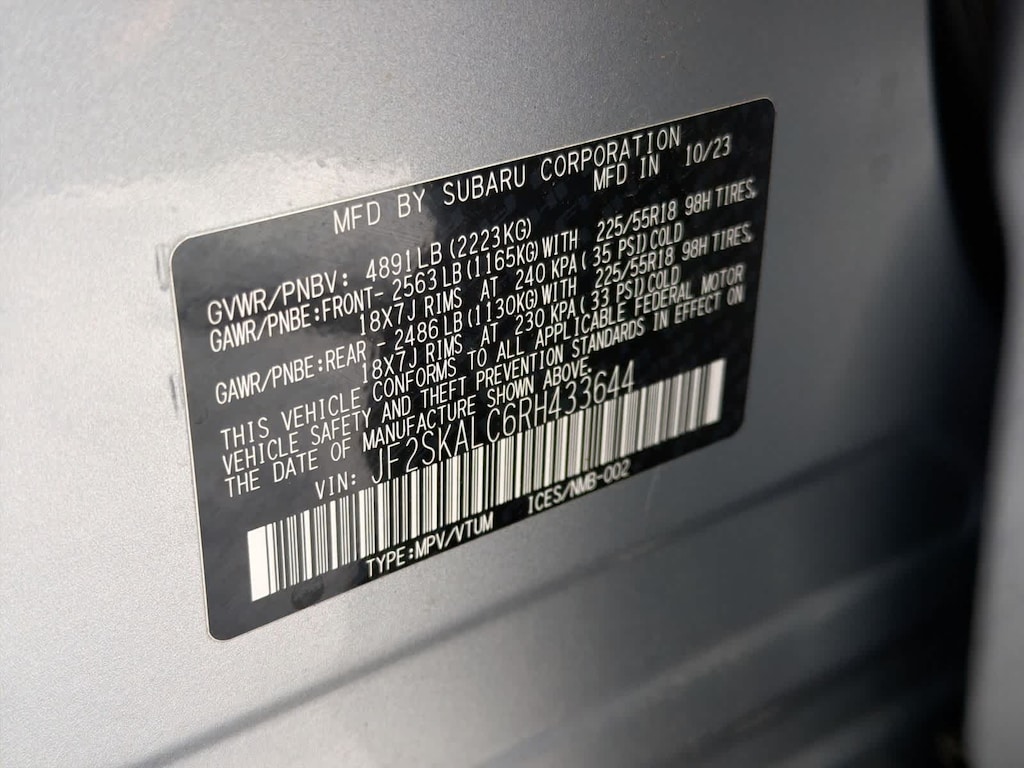 MFD BY SUBARU CORPORATION
MFD IN 10/23
GVWR/PNBV: 4891LB(2223KG)
GAWR/PNBE:FRONT- 2563LB(1165KG)WITH 225/55R18 98H TIRES,
18X7J RIMS AT 240 KPA(35 PSI)COLD
GAWR/PNBE:REAR - 2486LB(1130KG)WITH 225/55R18 98H TIRES,
18X7J RIMS AT 230 KPA(33 PSI)COLD
THIS VEHICLE CONFORMS TO ALL APPLICABLE FEDERAL MOTOR
VEHICLE SAFETY AND THEFT PREVENTION STANDARDS IN EFFECT ON
THE DATE OF MANUFACTURE SHOWN ABOVE.
VIN: JF2SKALC6RH433644
TYPE:MPV/VTUM ICES/NMB-002